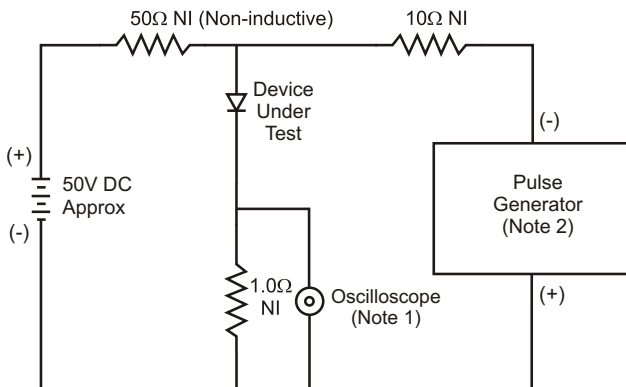 50Ω NI (Non-inductive)
10Ω NI
Device
Under
Test
(-)
(+)
50V DC
Approx
(-)
Pulse
Generator
(Note 2)
1.0Ω
NI
Oscilloscope
(Note 1)
(+)